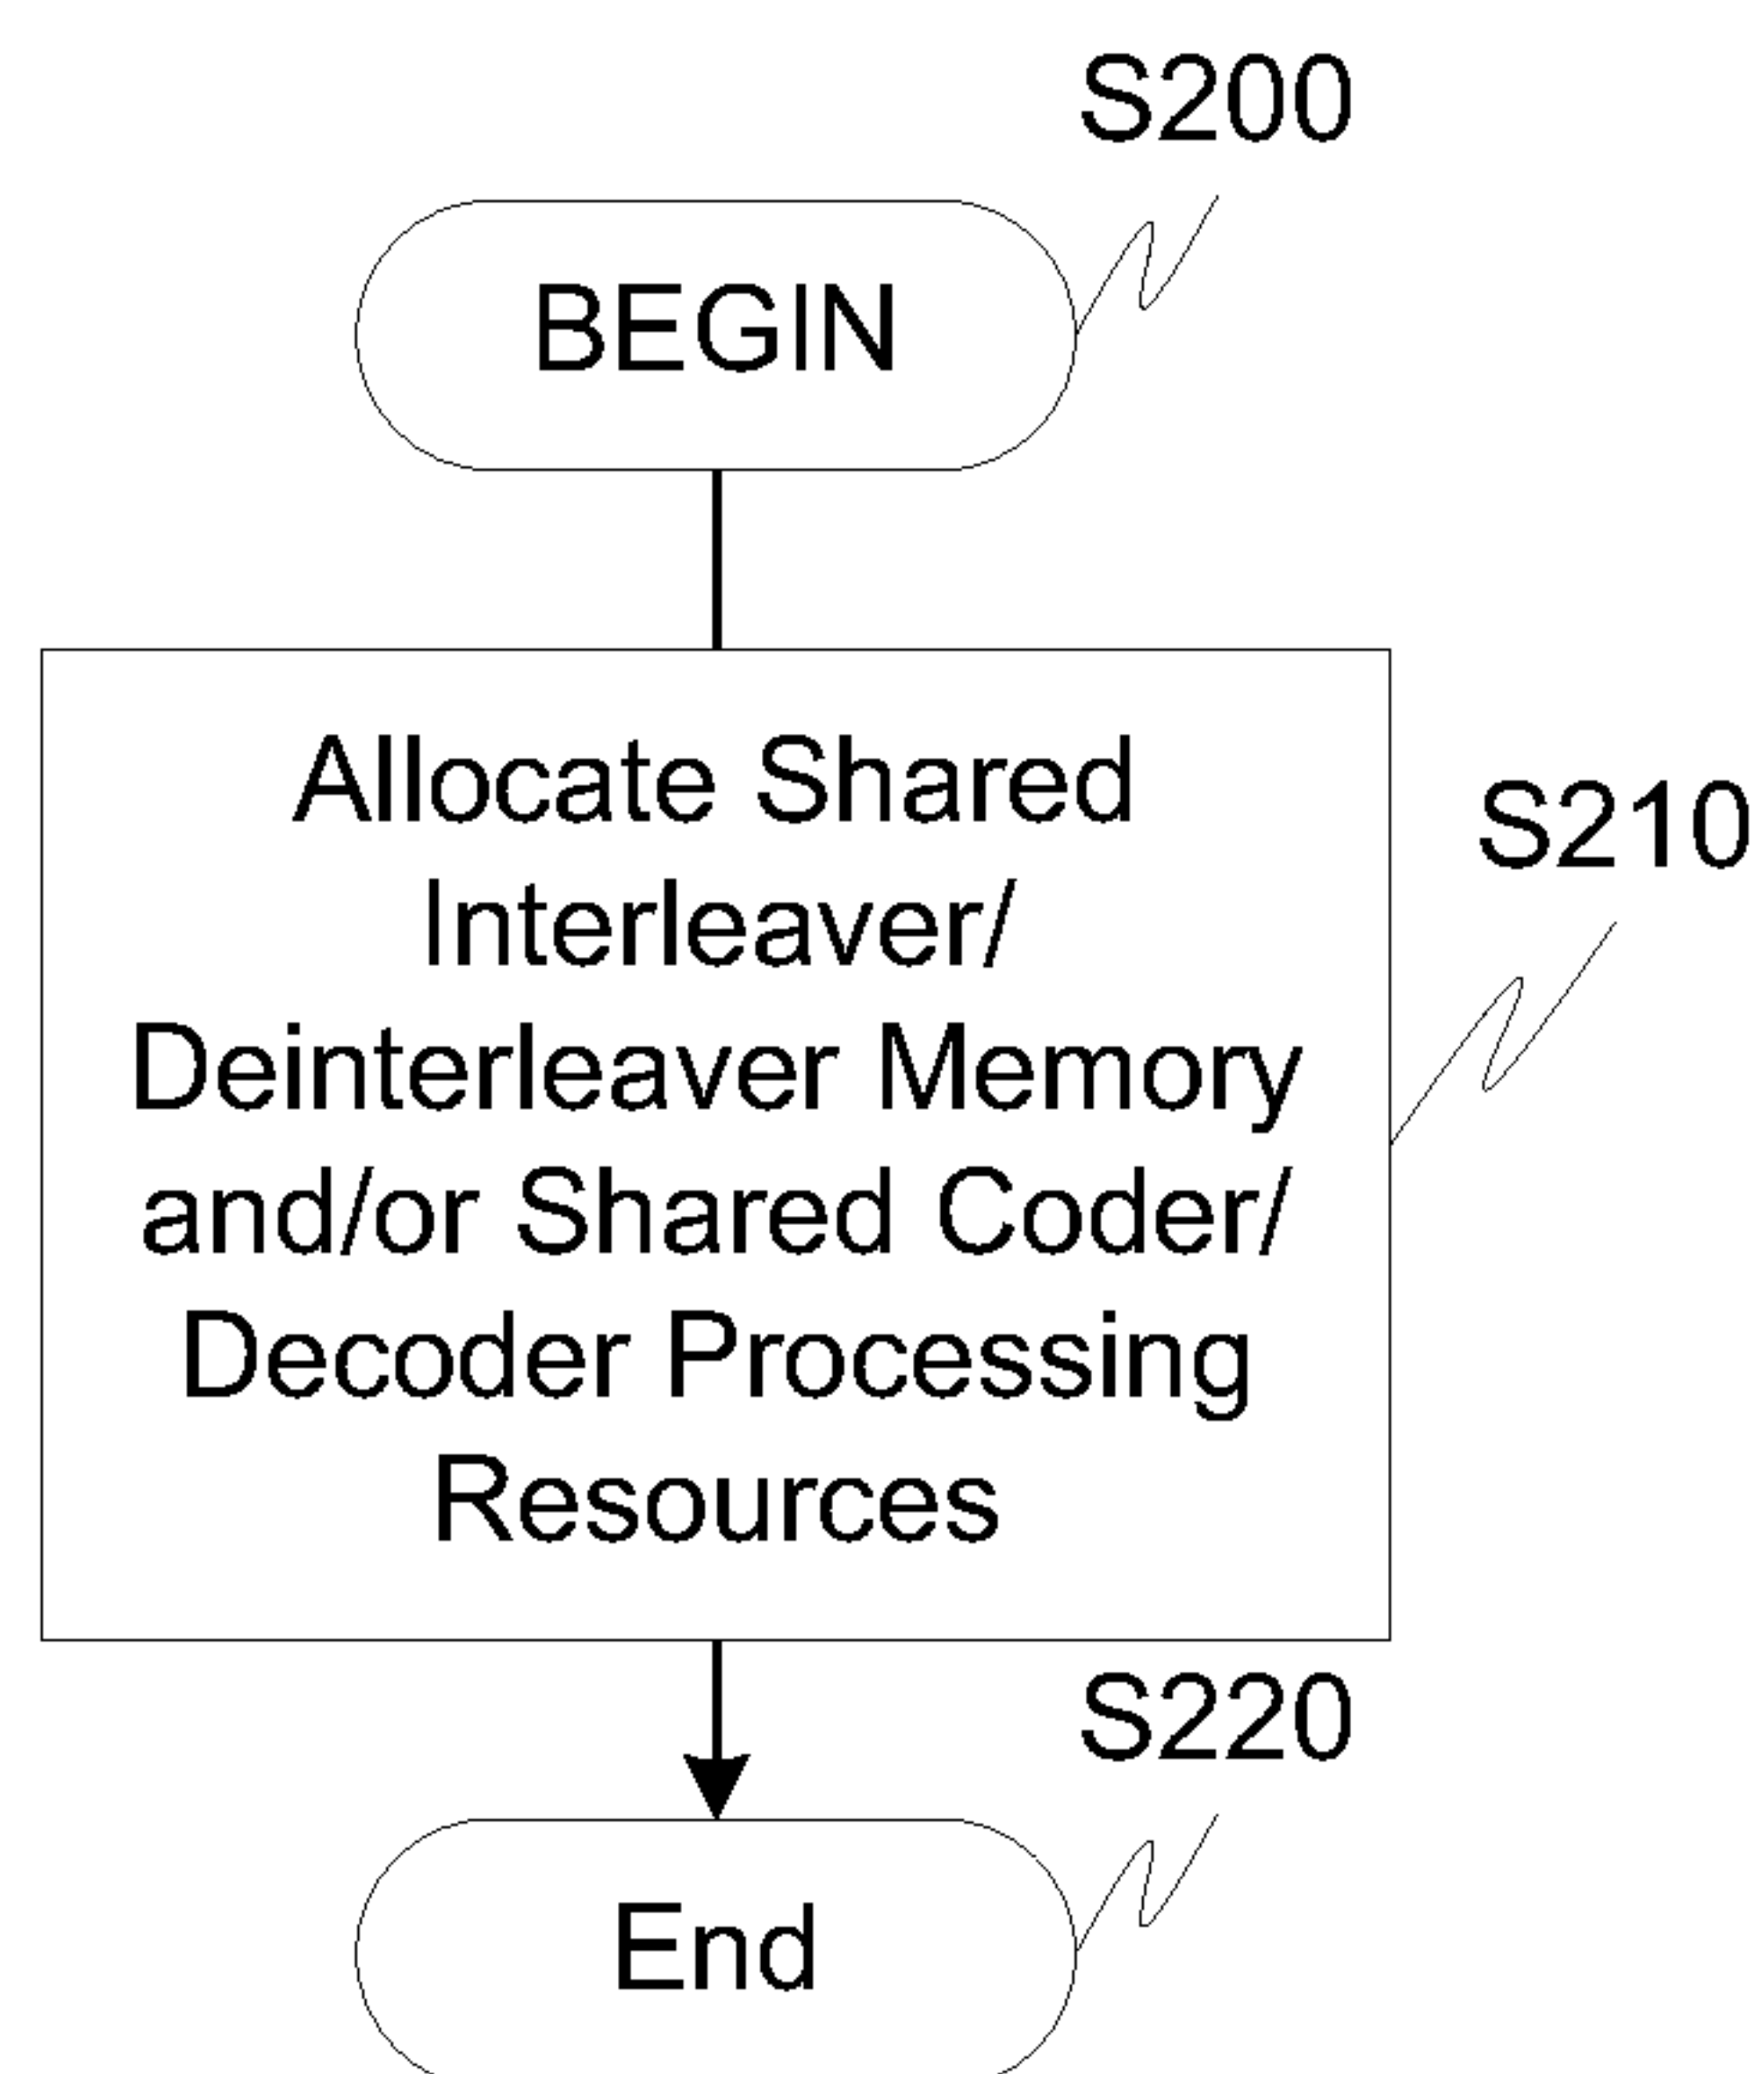 S200
BEGIN
Allocate Shared
Interleaver/
Deinterleaver Memory
and/or Shared Coder/
Decoder Processing
Resources
S210
S220
End